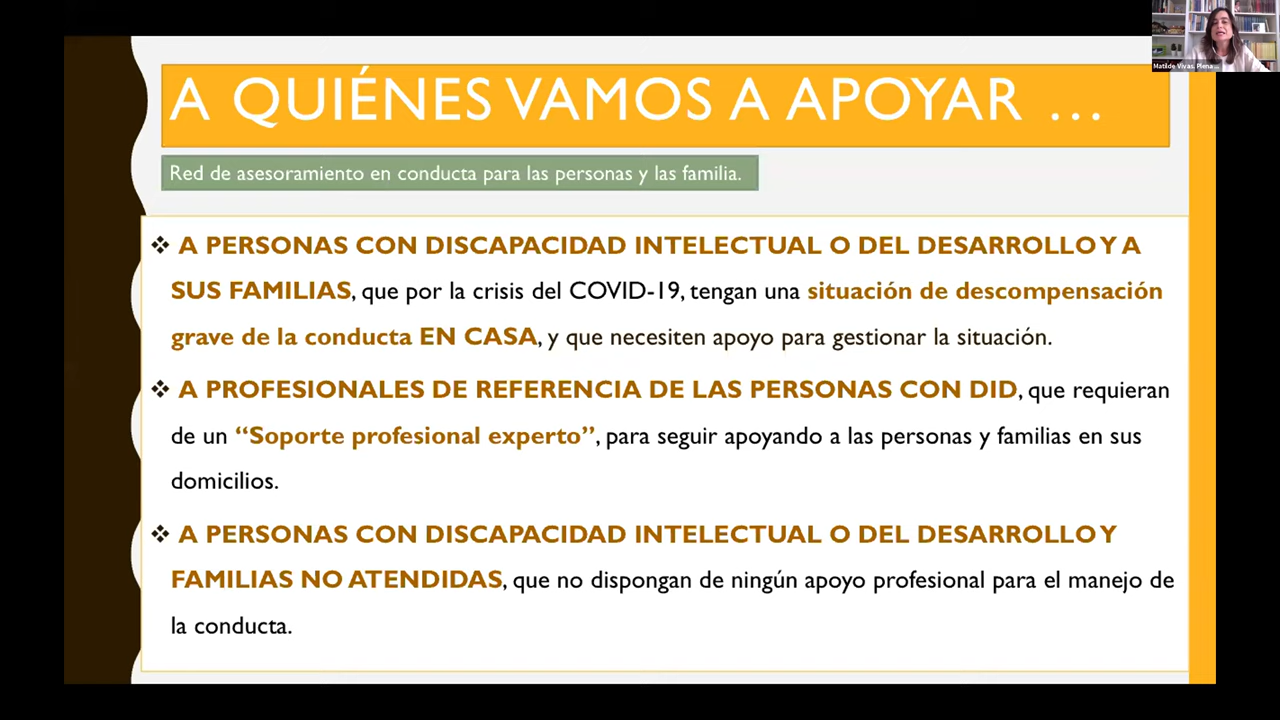 Matilde Vivas. Plena ...
A QUIÉNES VAMOS A APOYAR ...
Red de asesoramiento en conducta para las personas y las familia.
❖ A PERSONAS CON DISCAPACIDAD INTELECTUAL O DEL DESARROLLO Y A
SUS FAMILIAS, que por la crisis del COVID-19, tengan una situación de descompensación
grave de la conducta EN CASA, y que necesiten apoyo para gestionar la situación.
❖ A PROFESIONALES DE REFERENCIA DE LAS PERSONAS CON DID, que requieran
de un “Soporte profesional experto”, para seguir apoyando a las personas y familias en sus
domicilios.
❖ A PERSONAS CON DISCAPACIDAD INTELECTUAL O DEL DESARROLLO Y
FAMILIAS NO ATENDIDAS, que no dispongan de ningún apoyo profesional para el manejo de
la conducta.